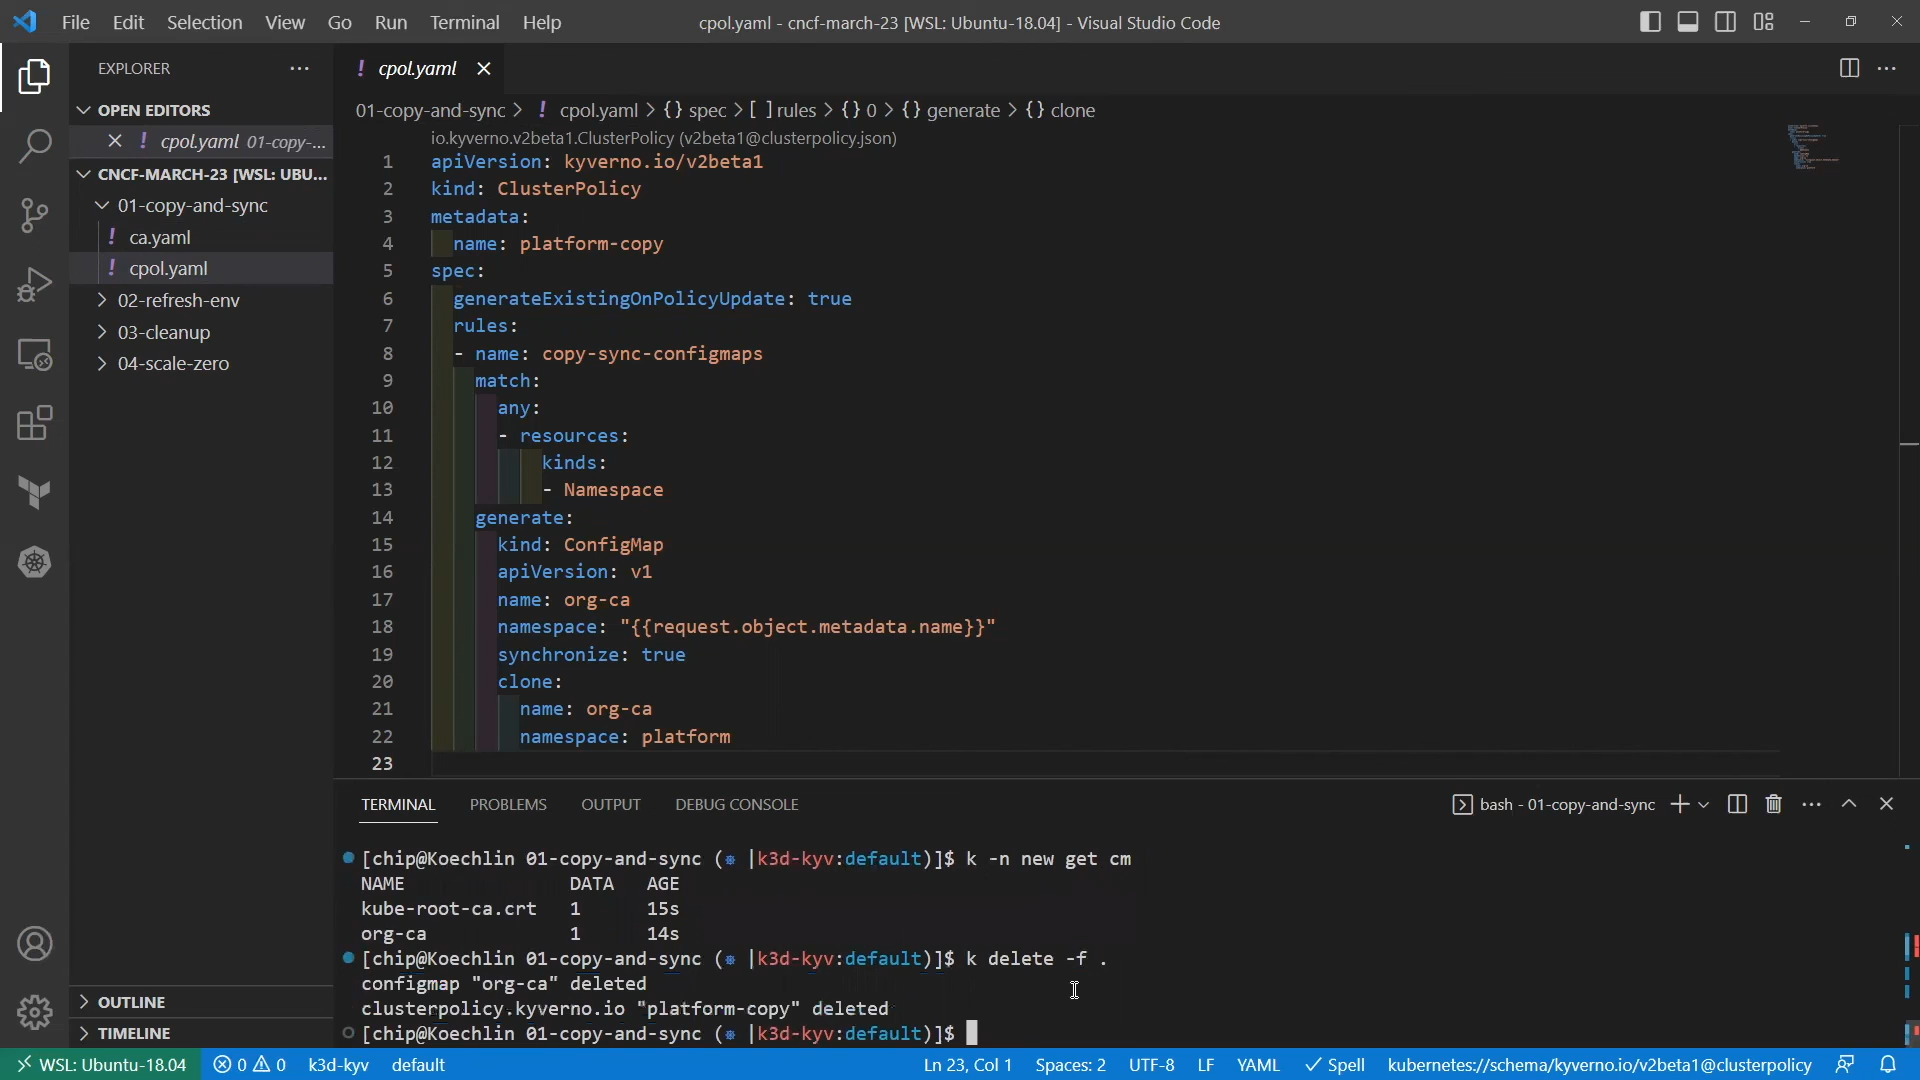 File Edit Selection View Go Run Terminal Help
cpol.yaml - cncf-march-23 [WSL: Ubuntu-18.04] - Visual Studio Code
EXPLORER
OPEN EDITORS
! cpol.yaml 01-copy-...
CNCF-MARCH-23 [WSL: UBU...
01-copy-and-sync
! ca.yaml
! cpol.yaml
02-refresh-env
03-cleanup
04-scale-zero
OUTLINE
TIMELINE
! cpol.yaml
01-copy-and-sync > ! cpol.yaml > {} spec > [ ] rules > {} 0 > {} generate > {} clone
io.kyverno.v2beta1.ClusterPolicy (v2beta1@clusterpolicy.json)
1 apiVersion: kyverno.io/v2beta1
2 kind: ClusterPolicy
3 metadata:
4 name: platform-copy
5 spec:
6 generateExistingOnPolicyUpdate: true
7 rules:
8 - name: copy-sync-configmaps
9 match:
10 any:
11 - resources:
12 kinds:
13 - Namespace
14 generate:
15 kind: ConfigMap
16 apiVersion: v1
17 name: org-ca
18 namespace: "{{request.object.metadata.name}}"
19 synchronize: true
20 clone:
21 name: org-ca
22 namespace: platform
23
TERMINAL PROBLEMS OUTPUT DEBUG CONSOLE
bash - 01-copy-and-sync
[chip@Koechlin 01-copy-and-sync (⎈ |k3d-kyv:default)]$ k -n new get cm
NAME DATA AGE
kube-root-ca.crt 1 15s
org-ca 1 14s
[chip@Koechlin 01-copy-and-sync (⎈ |k3d-kyv:default)]$ k delete -f .
configmap "org-ca" deleted
clusterpolicy.kyverno.io "platform-copy" deleted
[chip@Koechlin 01-copy-and-sync (⎈ |k3d-kyv:default)]$
WSL: Ubuntu-18.04 0 0 k3d-kyv default
Ln 23, Col 1 Spaces: 2 UTF-8 LF YAML ✓ Spell kubernetes://schema/kyverno.io/v2beta1@clusterpolicy